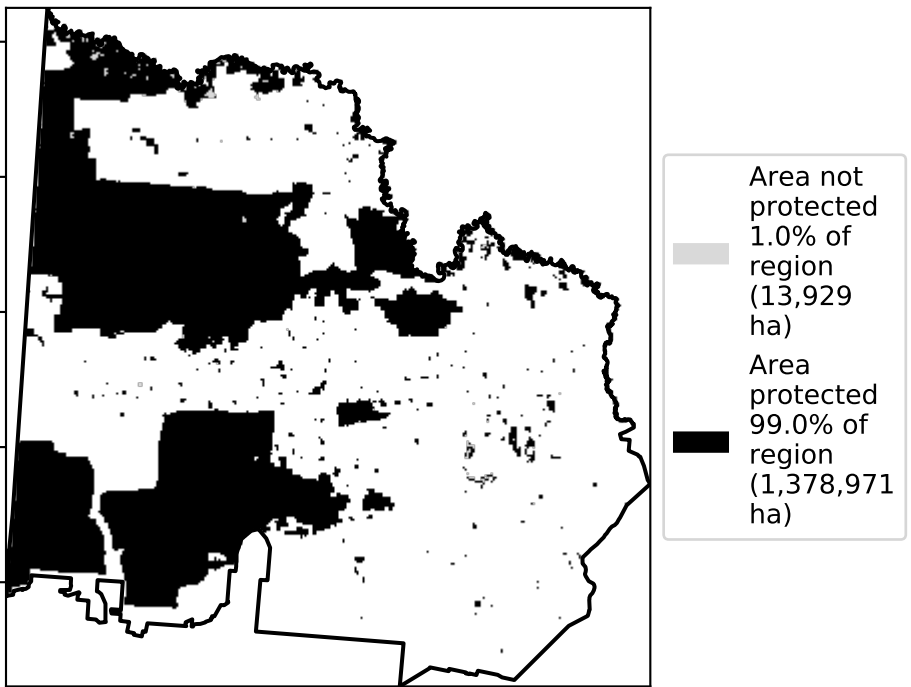 Area not
protected
1.0% of
region
(13,929
ha)
Area
protected
99.0% of
region
(1,378,971
ha)